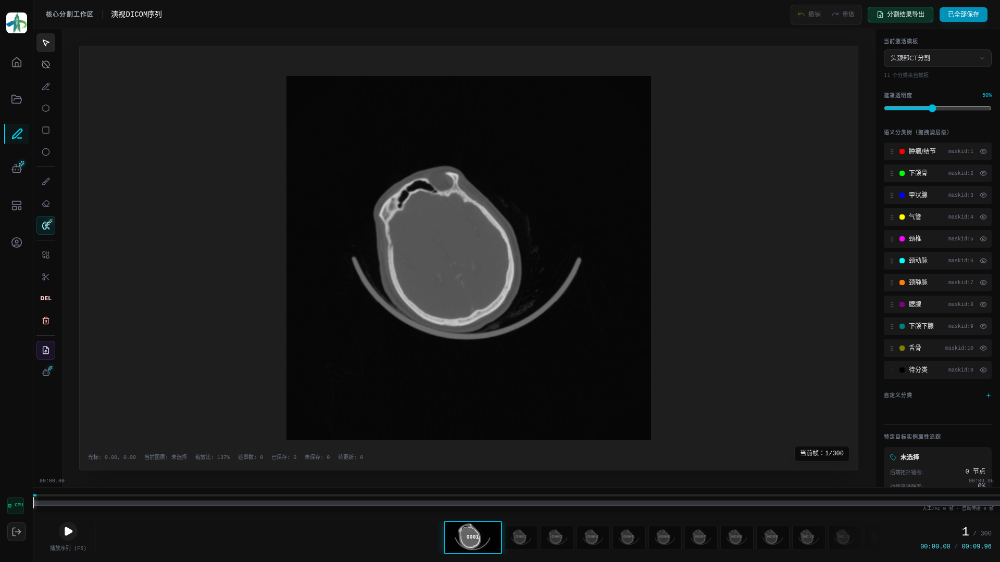 核心分割工作区
演视DICOM序列
撤销
重做
分割结果导出
已全部保存
DEL
当前激活模板
头颈部CT分割
11 个分类来自模板
遮罩透明度
50%
语义分类树（拖拽调层级）
肿瘤/结节 maskid:1
下颌骨 maskid:2
甲状腺 maskid:3
气管 maskid:4
颈椎 maskid:5
颈动脉 maskid:6
颈静脉 maskid:7
腮腺 maskid:8
下颌下腺 maskid:9
舌骨 maskid:10
待分类 maskid:0
自定义分类 +
特定目标实例属性追踪
未选择
后端拓扑锚点: 0 节点
边缘平滑强度: 0%
光标: 0.00, 0.00 当前图层: 未选择 缩放比: 137% 遮罩数: 0 已保存: 0 未保存: 0 待更新: 0
当前帧：1/300
00:00.00
00:09.96
人工/AI 0 帧 · 自动传播 0 帧
GPU
播放序列 (F5)
0001
0002
0003
0004
0005
0006
0007
0008
0009
0010
0011
1 / 300
00:00.00 / 00:09.96